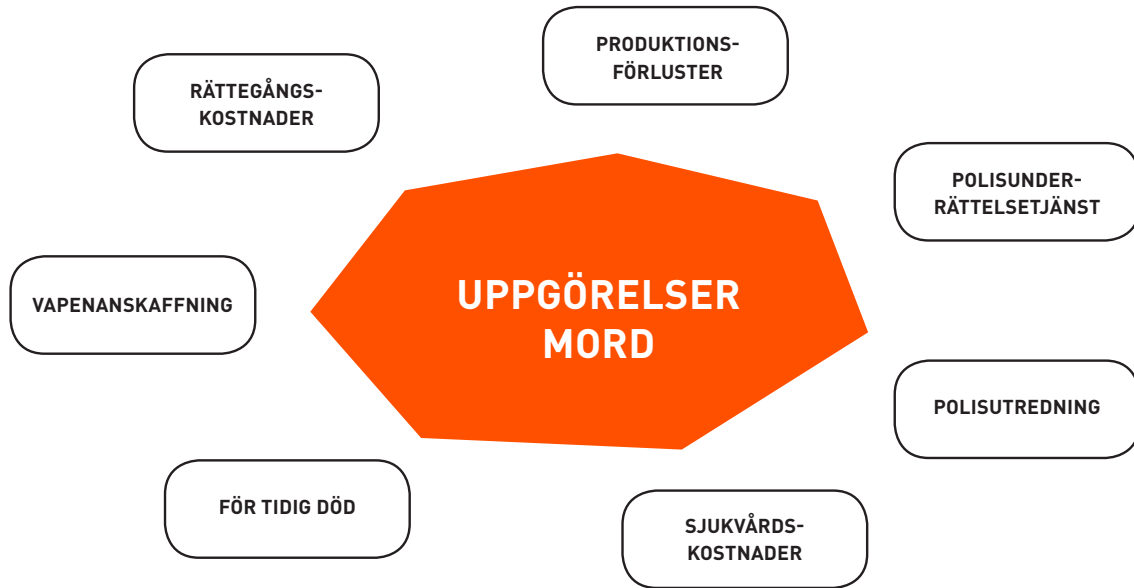 PRODUKTIONS-
FÖRLUSTER
RÄTTEGÅNGS-
KOSTNADER
POLISUNDER-
RÄTTELSETJÄNST
VAPENANSKAFFNING
UPPGÖRELSER
MORD
POLISUTREDNING
FÖR TIDIG DÖD
SJUKVÅRDS-
KOSTNADER